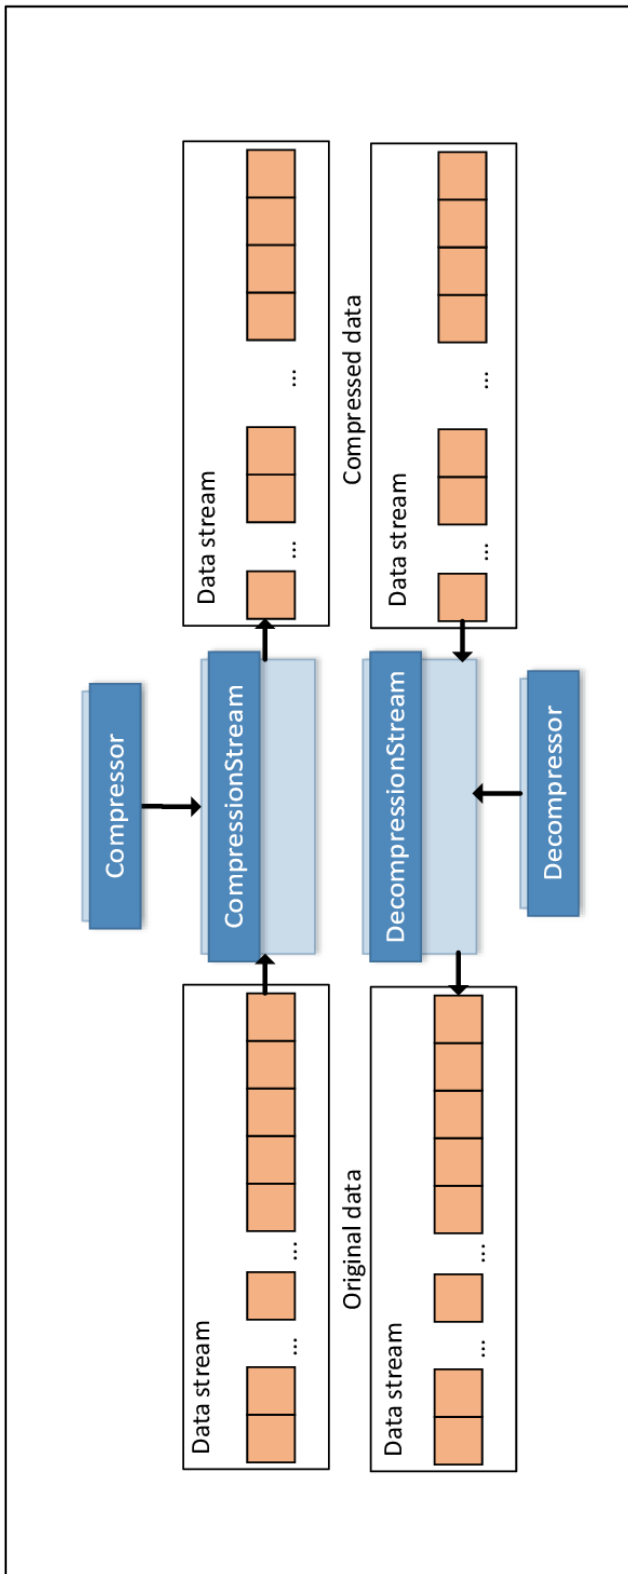 Compressor
Data stream
CompressionStream
Data stream
...
...
...
...
Original data
Compressed data
Data stream
DecompressionStream
Data stream
...
...
...
...
Decompressor